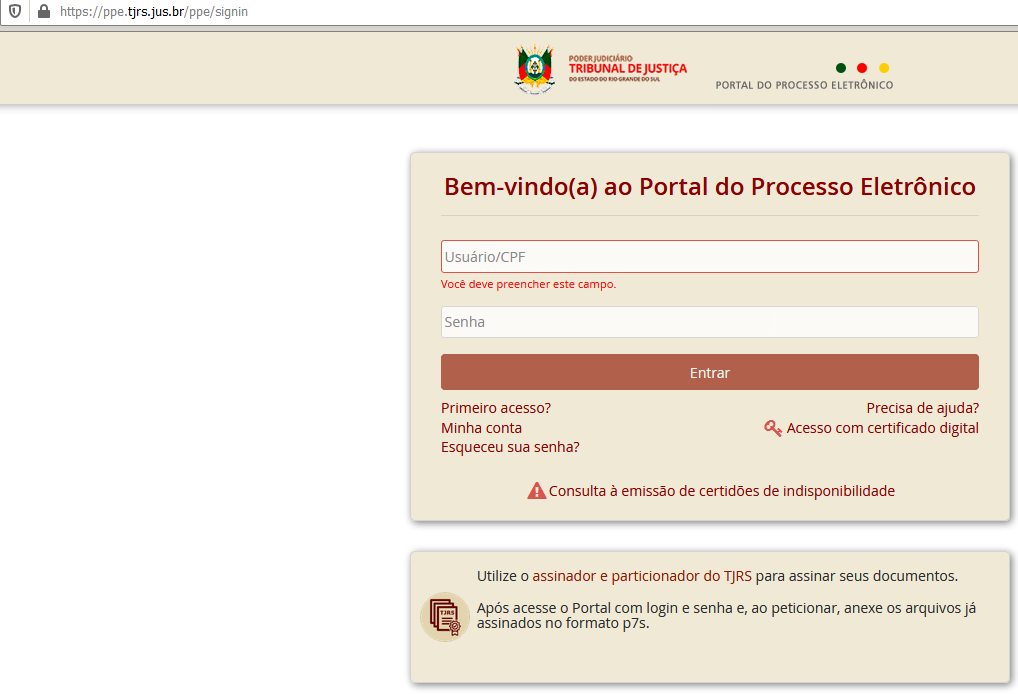 https://ppe.tjrs.jus.br/ppe/signin
PODER JUDICIÁRIO
TRIBUNAL DE JUSTIÇA
DO ESTADO DO RIO GRANDE DO SUL
PORTAL DO PROCESSO ELETRÔNICO
Bem-vindo(a) ao Portal do Processo Eletrônico
Usuário/CPF
Você deve preencher este campo.
Senha
Entrar
Primeiro acesso?
Precisa de ajuda?
Minha conta
Acesso com certificado digital
Esqueceu sua senha?
Consulta à emissão de certidões de indisponibilidade
Utilize o assinador e particionador do TJRS para assinar seus documentos.
TJRS
Após acesse o Portal com login e senha e, ao peticionar, anexe os arquivos já
assinados no formato p7s.